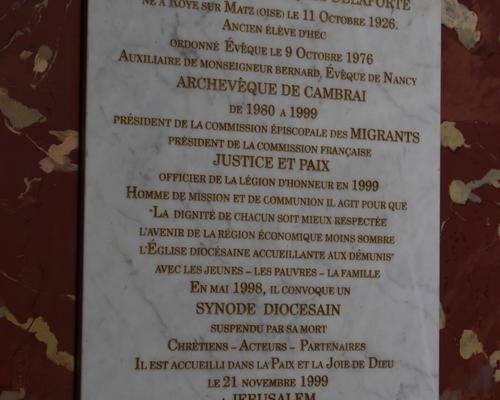 DELAPORTE
NÉ À ROYE SUR MATZ (OISE) LE 11 OCTOBRE 1926.
ANCIEN ÉLÈVE D'HEC
ORDONNÉ ÉVÊQUE LE 9 OCTOBRE 1976
AUXILIAIRE DE MONSEIGNEUR BERNARD, ÉVÊQUE DE NANCY
ARCHEVÊQUE DE CAMBRAI
DE 1980 A 1999
PRÉSIDENT DE LA COMMISSION ÉPISCOPALE DES MIGRANTS
PRÉSIDENT DE LA COMMISSION FRANÇAISE
JUSTICE ET PAIX
OFFICIER DE LA LÉGION D'HONNEUR EN 1999
HOMME DE MISSION ET DE COMMUNION IL AGIT POUR QUE
"LA DIGNITÉ DE CHACUN SOIT MIEUX RESPECTÉE
L'AVENIR DE LA RÉGION ÉCONOMIQUE MOINS SOMBRE
L'ÉGLISE DIOCÉSAINE ACCUEILLANTE AUX DÉMUNIS"
AVEC LES JEUNES – LES PAUVRES – LA FAMILLE
EN MAI 1998, IL CONVOQUE UN
SYNODE DIOCESAIN
SUSPENDU PAR SA MORT
CHRÉTIENS – ACTEURS – PARTENAIRES
IL EST ACCUEILLI DANS LA PAIX ET LA JOIE DE DIEU
LE 21 NOVEMBRE 1999
A JERUSALEM